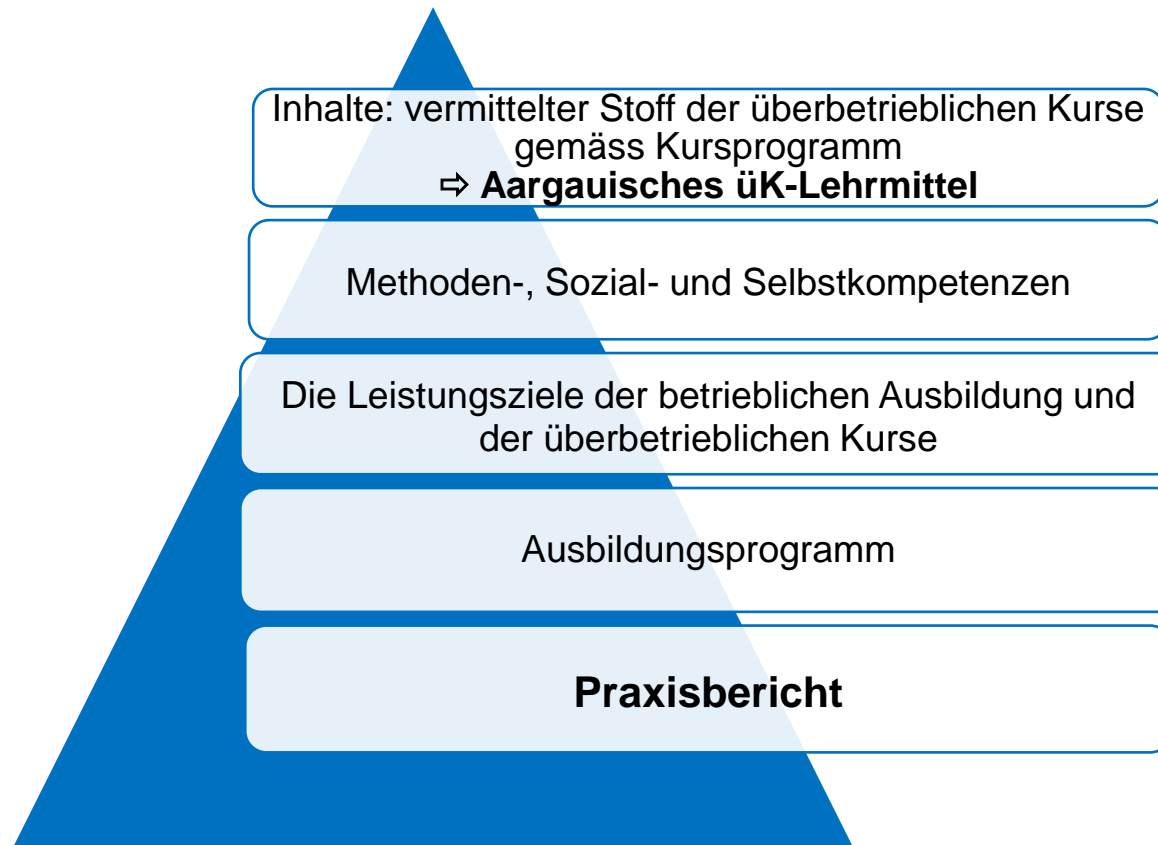 Inhalte: vermittelter Stoff der überbetrieblichen Kurse
gemäss Kursprogramm
⇨ Aargauisches üK-Lehrmittel
Methoden-, Sozial- und Selbstkompetenzen
Die Leistungsziele der betrieblichen Ausbildung und
der überbetrieblichen Kurse
Ausbildungsprogramm
Praxisbericht